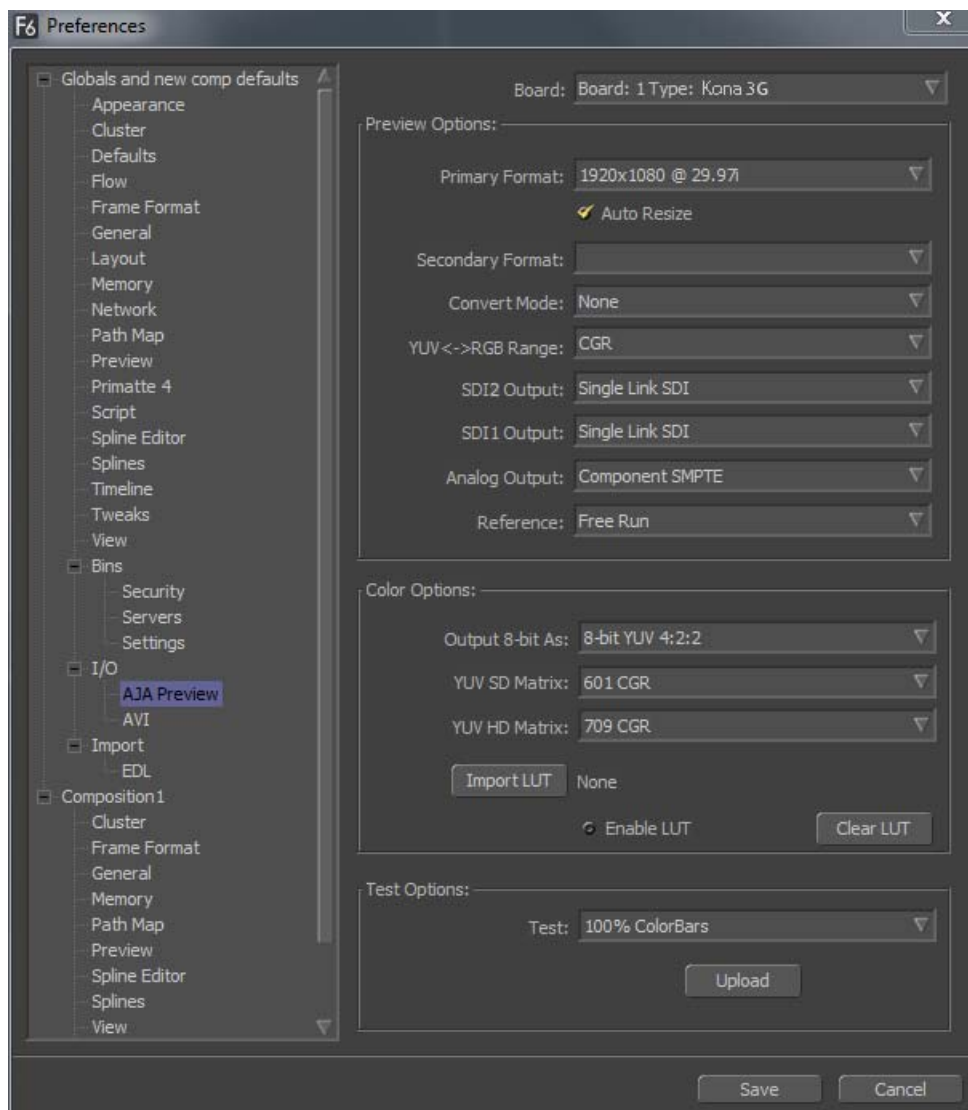 F6 Preferences
X
Globals and new comp defaults
Appearance
Cluster
Defaults
Flow
Frame Format
General
Layout
Memory
Network
Path Map
Preview
Primatte 4
Script
Spline Editor
Splines
Timeline
Tweaks
View
Bins
Security
Servers
Settings
I/O
AJA Preview
AVI
Import
EDL
Composition1
Cluster
Frame Format
General
Memory
Path Map
Preview
Spline Editor
Splines
View
Board: Board: 1 Type: Kona 3G
Preview Options:
Primary Format: 1920x1080 @ 29.97i
Auto Resize
Secondary Format:
Convert Mode: None
YUV<->RGB Range: CGR
SDI2 Output: Single Link SDI
SDI1 Output: Single Link SDI
Analog Output: Component SMPTE
Reference: Free Run
Color Options:
Output 8-bit As: 8-bit YUV 4:2:2
YUV SD Matrix: 601 CGR
YUV HD Matrix: 709 CGR
Import LUT None
Enable LUT Clear LUT
Test Options:
Test: 100% ColorBars
Upload
Save Cancel